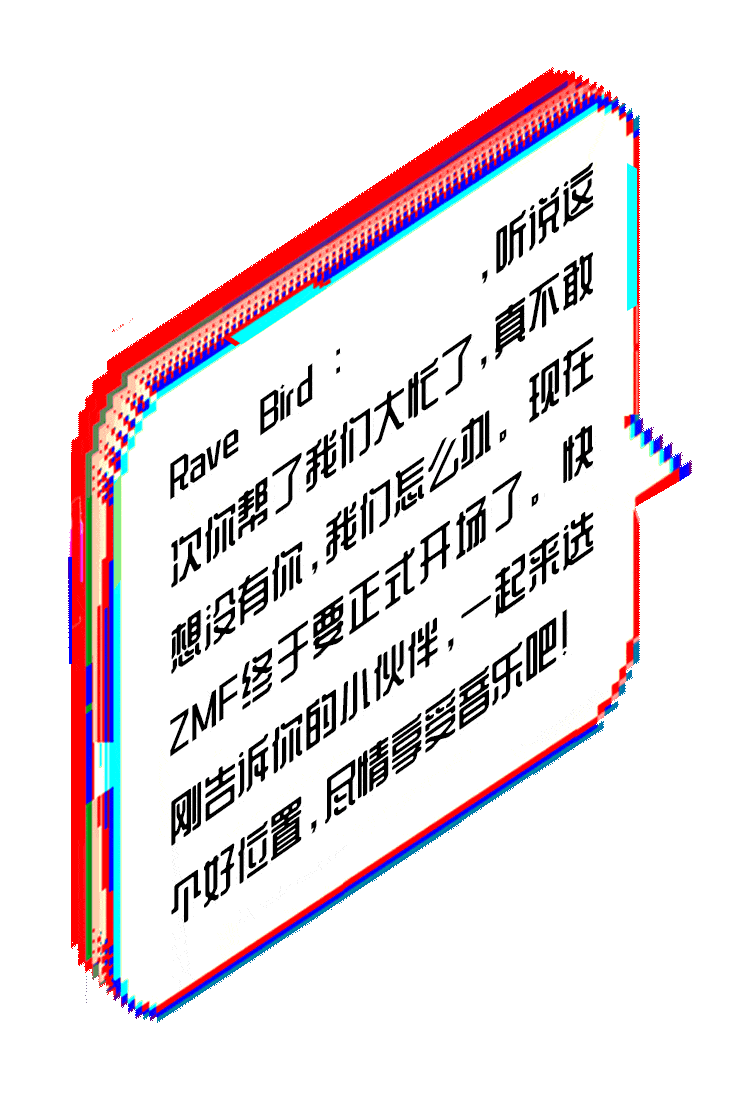 Rave Bird : ,听说这
次你帮了我们大忙了,真不敢
想没有你,我们怎么办。现在
ZMF终于要正式开场了。快
刚告诉你的小伙伴,一起来选
个好位置,尽情享受音乐吧!